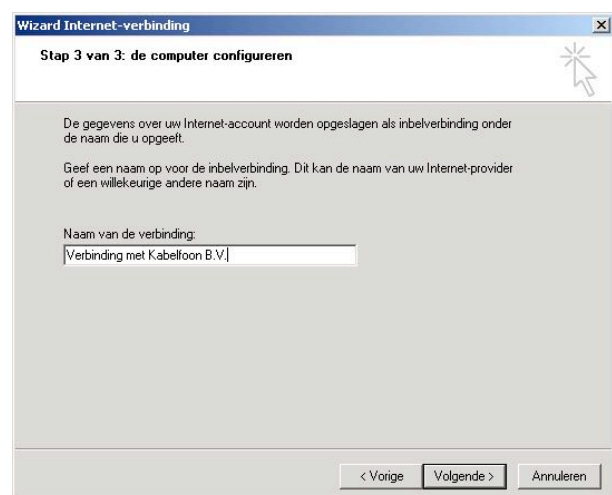 Wizard Internet-verbinding
Stap 3 van 3: de computer configureren
De gegevens over uw Internet-account worden opgeslagen als inbelverbinding onder
de naam die u opgeeft.
Geef een naam op voor de inbelverbinding. Dit kan de naam van uw Internet-provider
of een willekeurige andere naam zijn.
Naam van de verbinding:
Verbinding met Kabelfoon B.V.
< Vorige
Volgende >
Annuleren